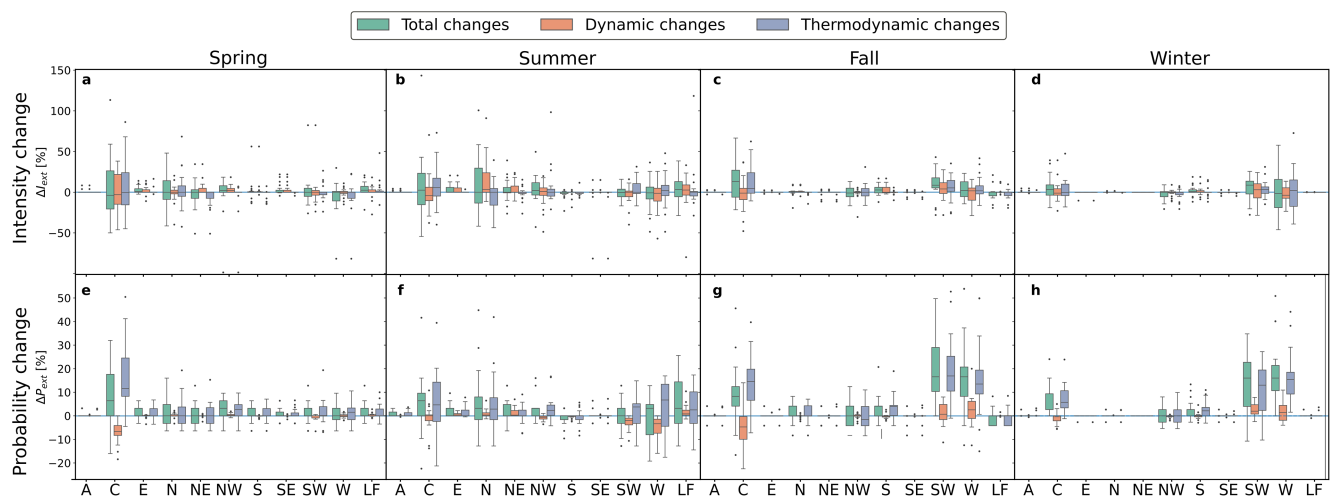 Total changes Dynamic changes Thermodynamic changes
Spring Summer Fall Winter
Intensity change
ΔI_ext [%]
150
100
50
0
−50
a b c d
Probability change
ΔP_ext [%]
50
40
30
20
10
0
−10
−20
e f g h
A C E N NE NW S SE SW W LF A C E N NE NW S SE SW W LF A C E N NE NW S SE SW W LF A C E N NW S SE SW W LF